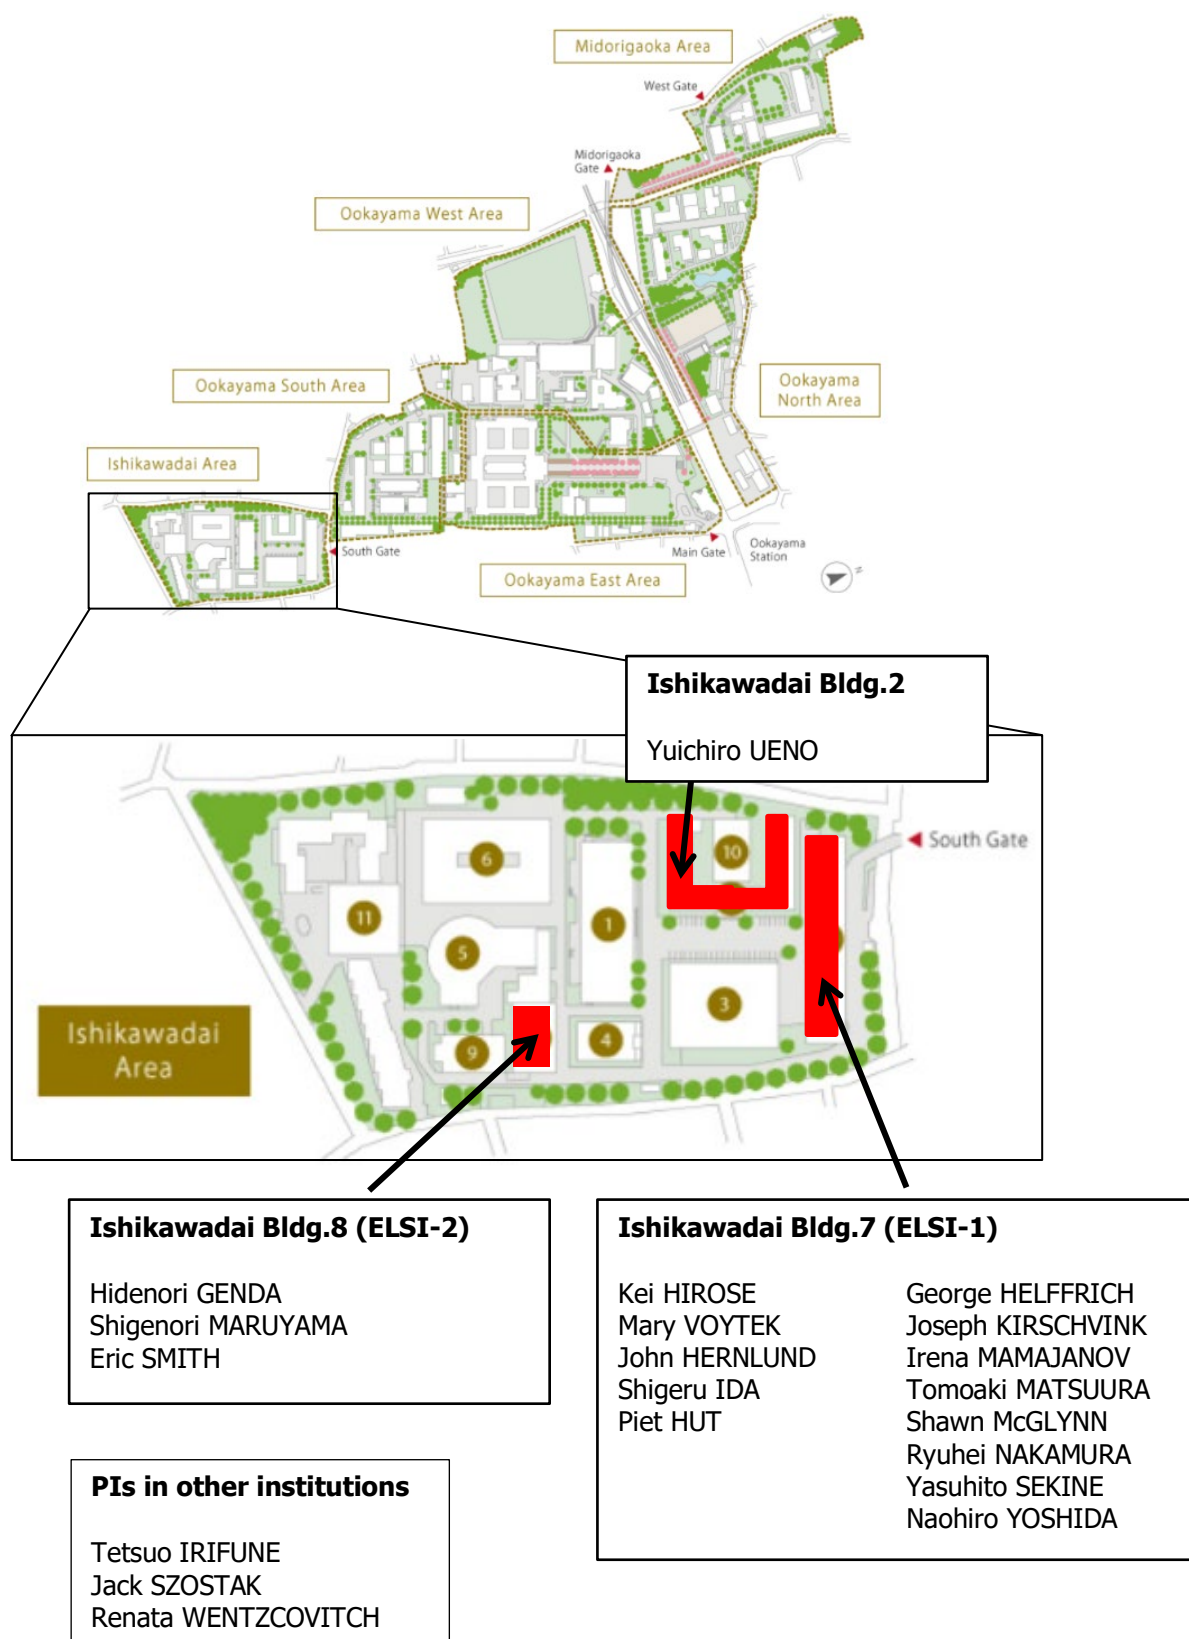 Midorigaoka Area
West Gate
Midorigaoka
Gate
Ookayama West Area
Ookayama South Area
Ookayama
North Area
Ishikawadai Area
South Gate
Main Gate
Ookayama
Station
Ookayama East Area
N
Ishikawadai Bldg.2
Yuichiro UENO
South Gate
10
6
11
1
5
3
4
9
Ishikawadai
Area
Ishikawadai Bldg.8 (ELSI-2)
Hidenori GENDA
Shigenori MARUYAMA
Eric SMITH
Ishikawadai Bldg.7 (ELSI-1)
Kei HIROSE
Mary VOYTEK
John HERNLUND
Shigeru IDA
Piet HUT
George HELFFRICH
Joseph KIRSCHVINK
Irena MAMAJANOV
Tomoaki MATSUURA
Shawn McGLYNN
Ryuhei NAKAMURA
Yasuhito SEKINE
Naohiro YOSHIDA
PIs in other institutions
Tetsuo IRIFUNE
Jack SZOSTAK
Renata WENTZCOVITCH